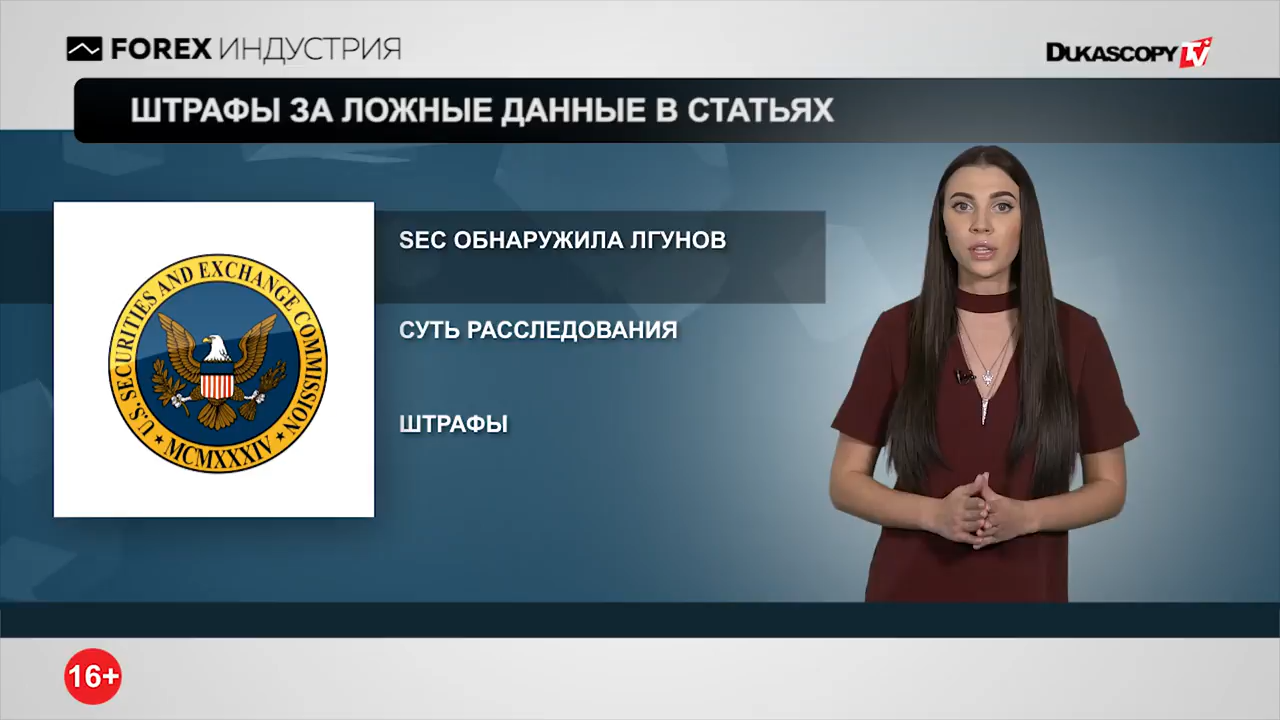 FOREX ИНДУСТРИЯ
DUKASCOPY TV
ШТРАФЫ ЗА ЛОЖНЫЕ ДАННЫЕ В СТАТЬЯХ
SEC ОБНАРУЖИЛА ЛГУНОВ
СУТЬ РАССЛЕДОВАНИЯ
ШТРАФЫ
U.S. SECURITIES AND EXCHANGE COMMISSION
MCMXXXIV
16+